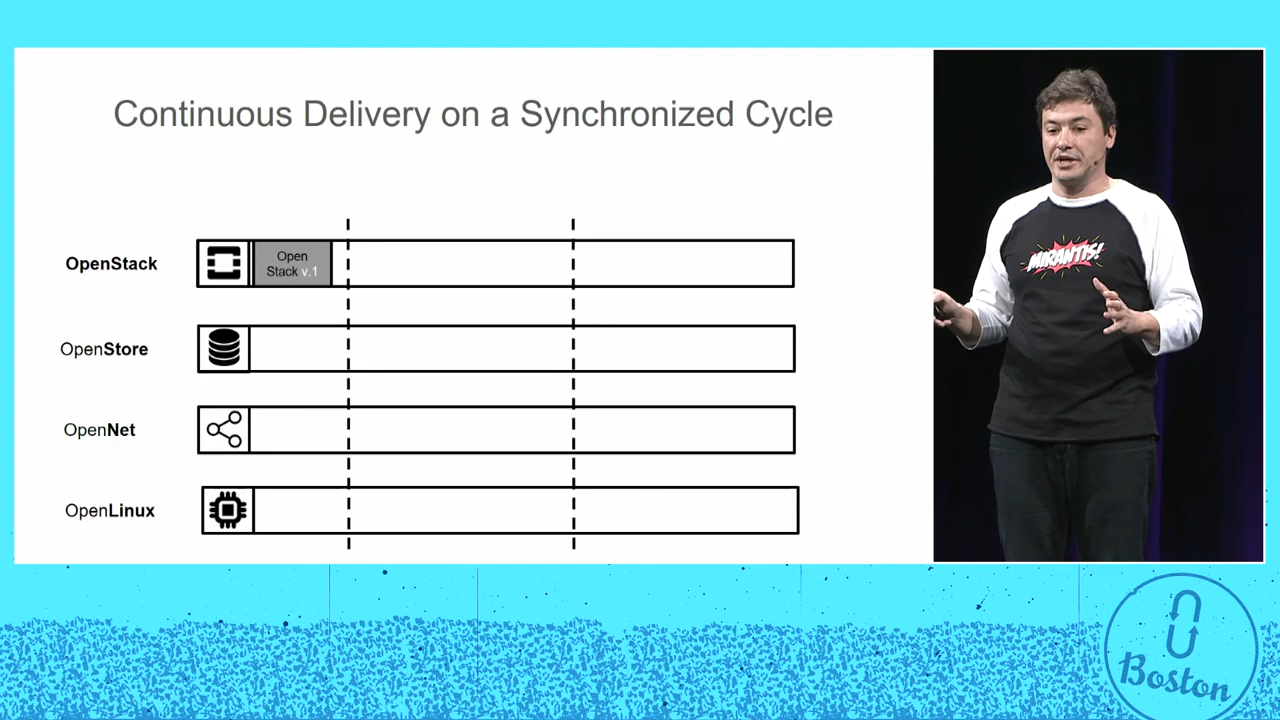 Continuous Delivery on a Synchronized Cycle
OpenStack
Open
Stack v.1
OpenStore
OpenNet
OpenLinux
MIRANTIS!
Boston